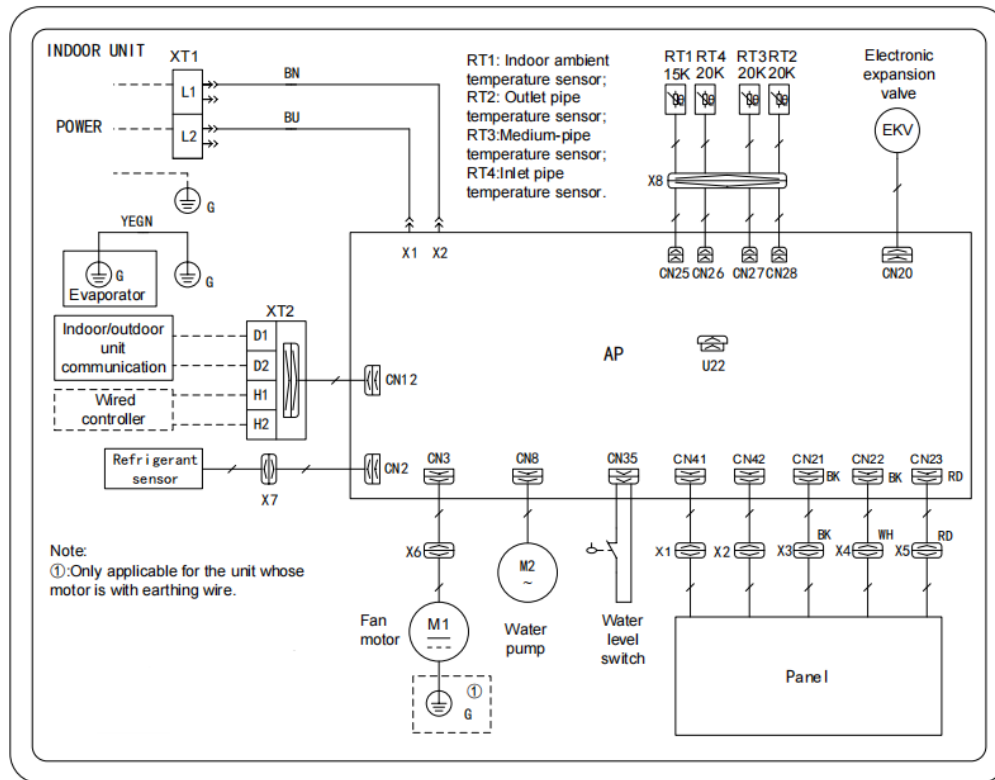 INDOOR UNIT
XT1
L1
L2
BN
BU
POWER
G
YEGN
G
G
Evaporator
RT1: Indoor ambient
temperature sensor;
RT2: Outlet pipe
temperature sensor;
RT3:Medium-pipe
temperature sensor;
RT4:Inlet pipe
temperature sensor.
RT1 RT4 RT3 RT2
15K 20K 20K 20K
X8
Electronic
expansion
valve
EKV
X1 X2
CN25 CN26 CN27 CN28
CN20
XT2
Indoor/outdoor
unit
communication
D1
D2
H1
H2
Wired
controller
CN12
AP
U22
Refrigerant
sensor
X7
CN2
CN3
CN8
CN35
CN41
CN42
CN21
BK
CN22
BK
CN23
RD
X6
X1
X2
X3
BK
X4
WH
X5
RD
Note:
①:Only applicable for the unit whose
motor is with earthing wire.
Fan
motor
M1
①
G
M2
~
Water
pump
Water
level
switch
Panel